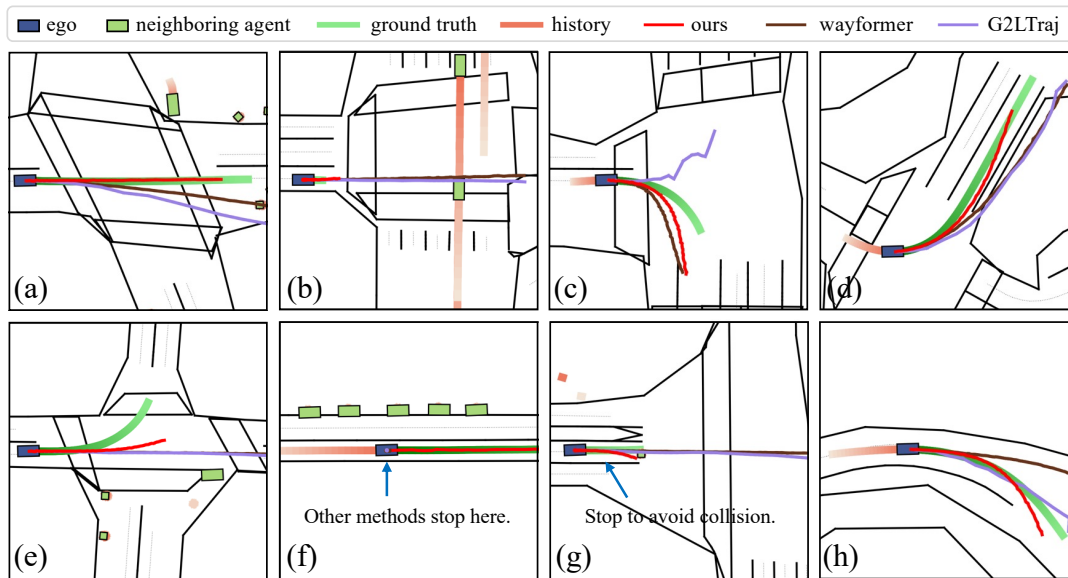 ego neighboring agent ground truth history ours wayformer G2LTraj
(a) (b) (c) (d)
Other methods stop here. Stop to avoid collision.
(e) (f) (g) (h)